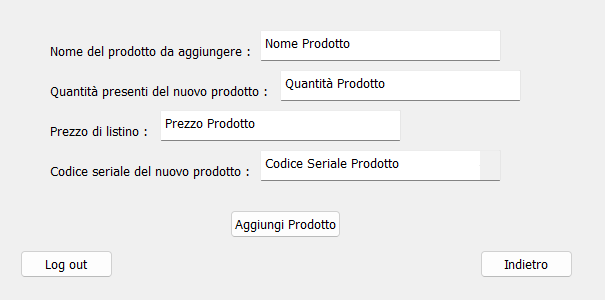 Nome del prodotto da aggiungere : Nome Prodotto
Quantità presenti del nuovo prodotto : Quantità Prodotto
Prezzo di listino : Prezzo Prodotto
Codice seriale del nuovo prodotto : Codice Seriale Prodotto
Aggiungi Prodotto
Log out Indietro